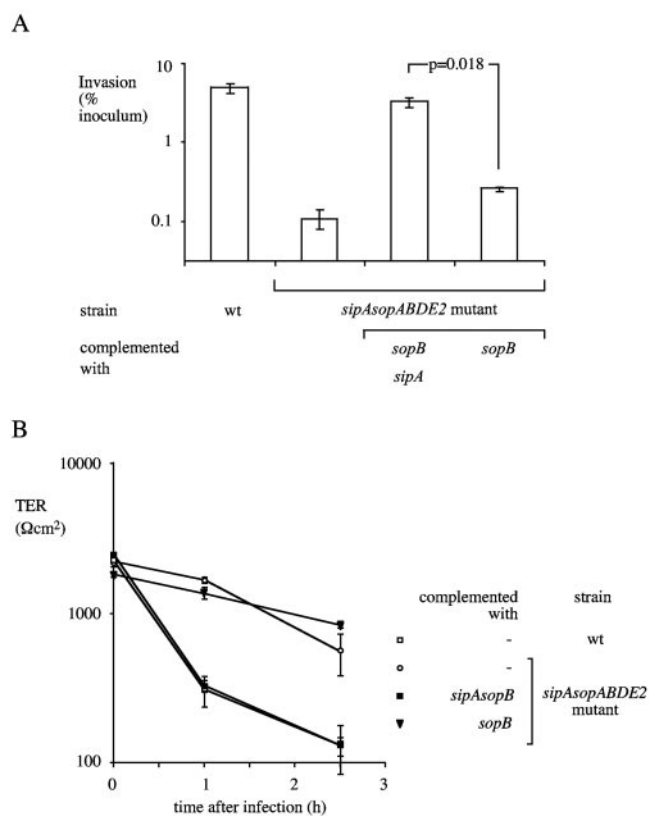 A
10
p=0.018
Invasion
(%
inoculum)
1
0.1
strain wt sipAsopABDE2 mutant
complemented sopB sopB
with
sipA
B
10000
TER
(Ωcm2)
complemented strain
with
1000
- wt
-
sipAsopB sipAsopABDE2
mutant
sopB
100
0 1 2 3
time after infection (h)